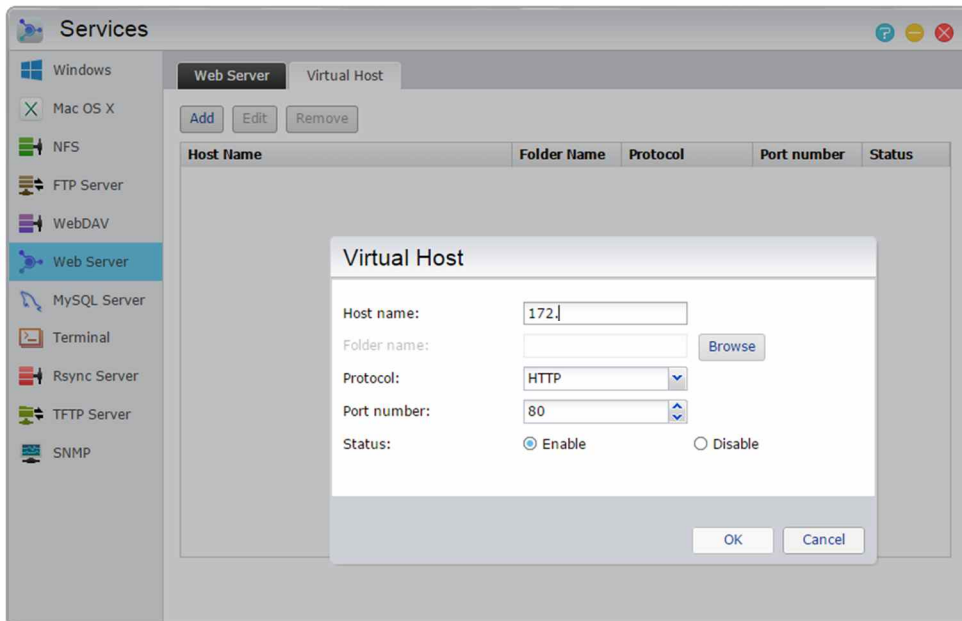 Services
Windows
Mac OS X
NFS
FTP Server
WebDAV
Web Server
MySQL Server
Terminal
Rsync Server
TFTP Server
SNMP
Web Server Virtual Host
Add Edit Remove
Host Name Folder Name Protocol Port number Status
Virtual Host
Host name: 172.
Folder name: Browse
Protocol: HTTP
Port number: 80
Status: Enable Disable
OK Cancel